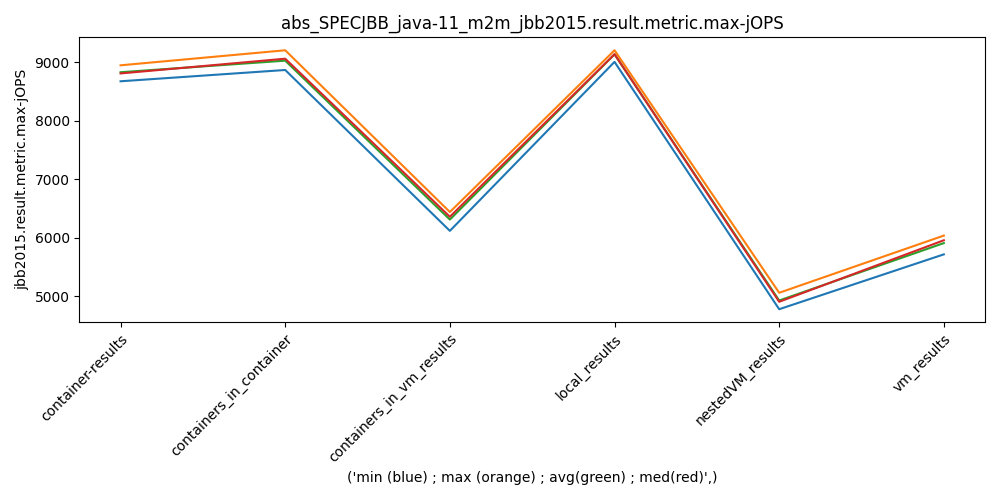 abs_SPECJBB_java-11_m2m_jbb2015.result.metric.max-jOPS
jbb2015.result.metric.max-jOPS
9000
8000
7000
6000
5000
container-results
containers_in_container
containers_in_vm_results
local_results
nestedVM_results
vm_results
('min (blue) ; max (orange) ; avg(green) ; med(red)',)